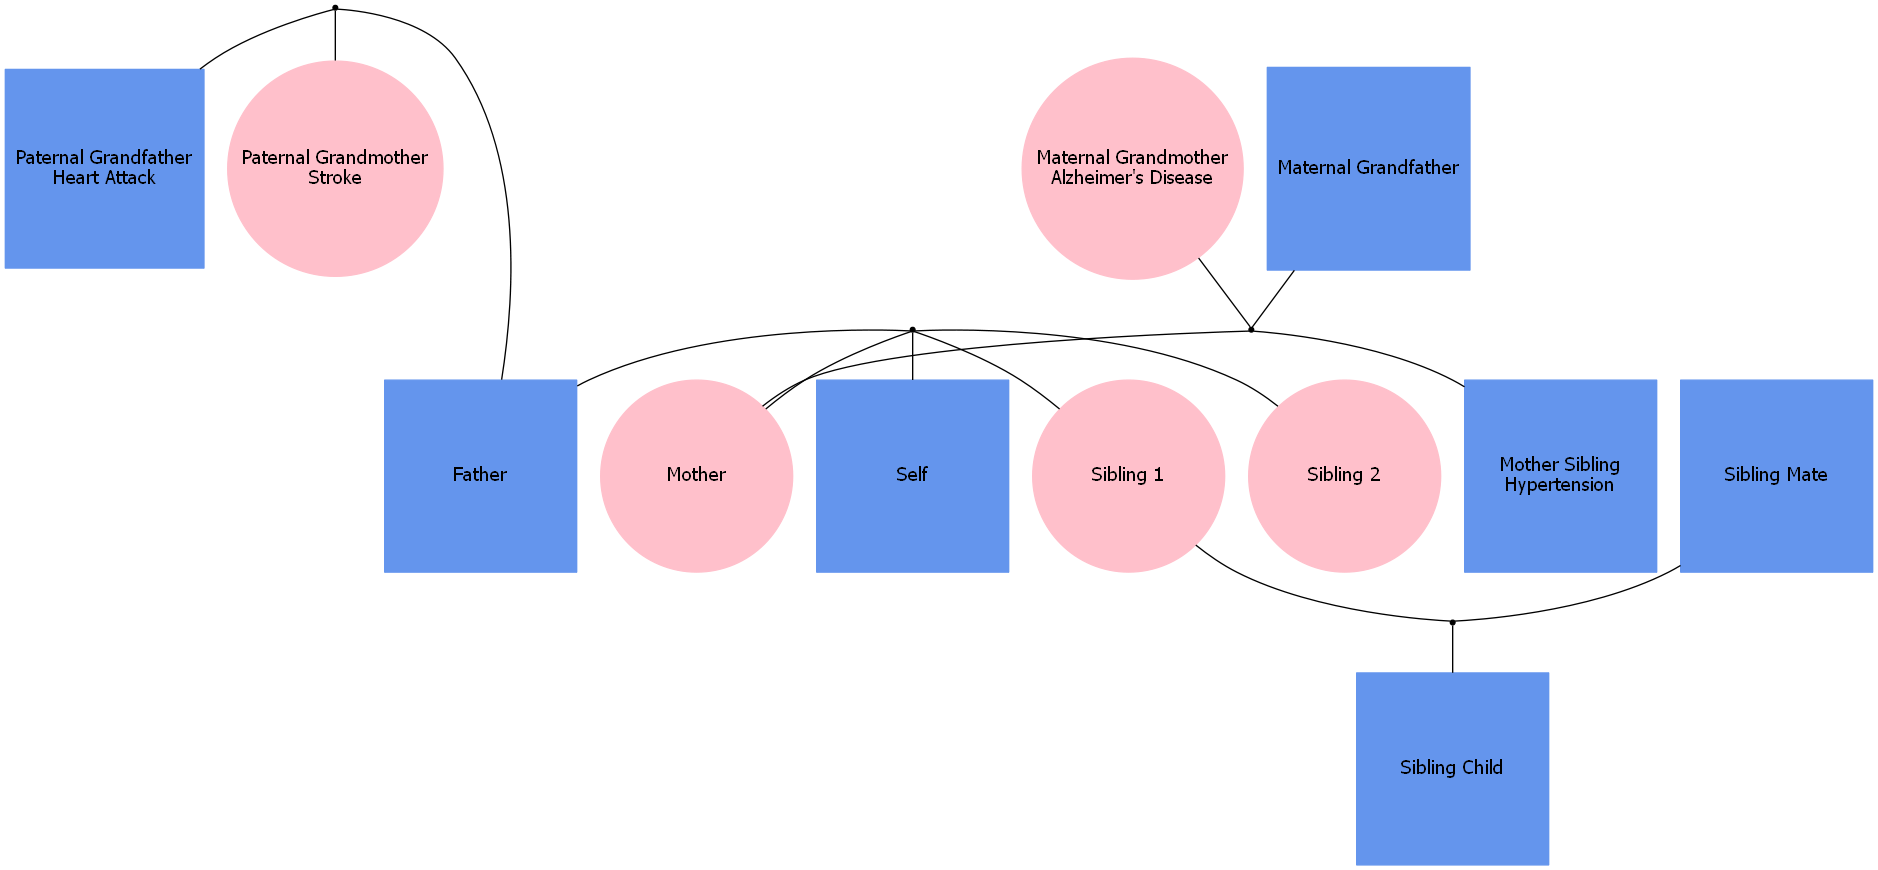 Paternal Grandfather
Heart Attack
Paternal Grandmother
Stroke
Maternal Grandmother
Alzheimer's Disease
Maternal Grandfather
Father
Mother
Self
Sibling 1
Sibling 2
Mother Sibling
Hypertension
Sibling Mate
Sibling Child